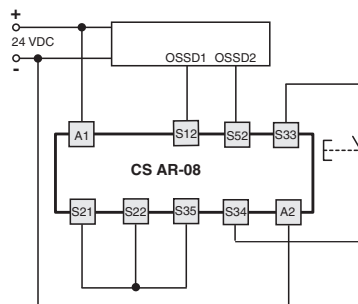 +
24 VDC
-
OSSD1 OSSD2
A1 S12 S52 S33
CS AR-08
S21 S22 S35 S34 A2